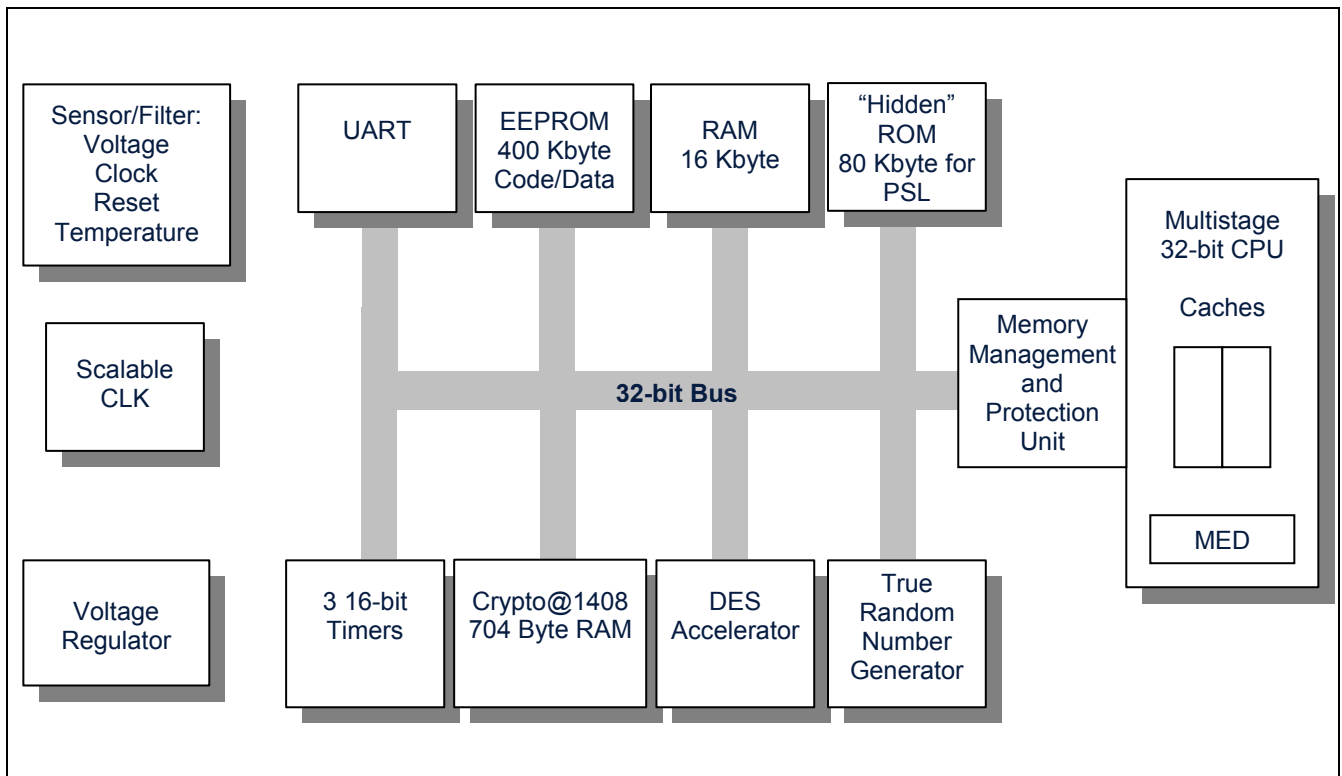 Sensor/Filter:
Voltage
Clock
Reset
Temperature
UART
EEPROM
400 Kbyte
Code/Data
RAM
16 Kbyte
“Hidden”
ROM
80 Kbyte for
PSL
Multistage
32-bit CPU
Caches
MED
Memory
Management
and
Protection
Unit
Scalable
CLK
32-bit Bus
Voltage
Regulator
3 16-bit
Timers
Crypto@1408
704 Byte RAM
DES
Accelerator
True
Random
Number
Generator